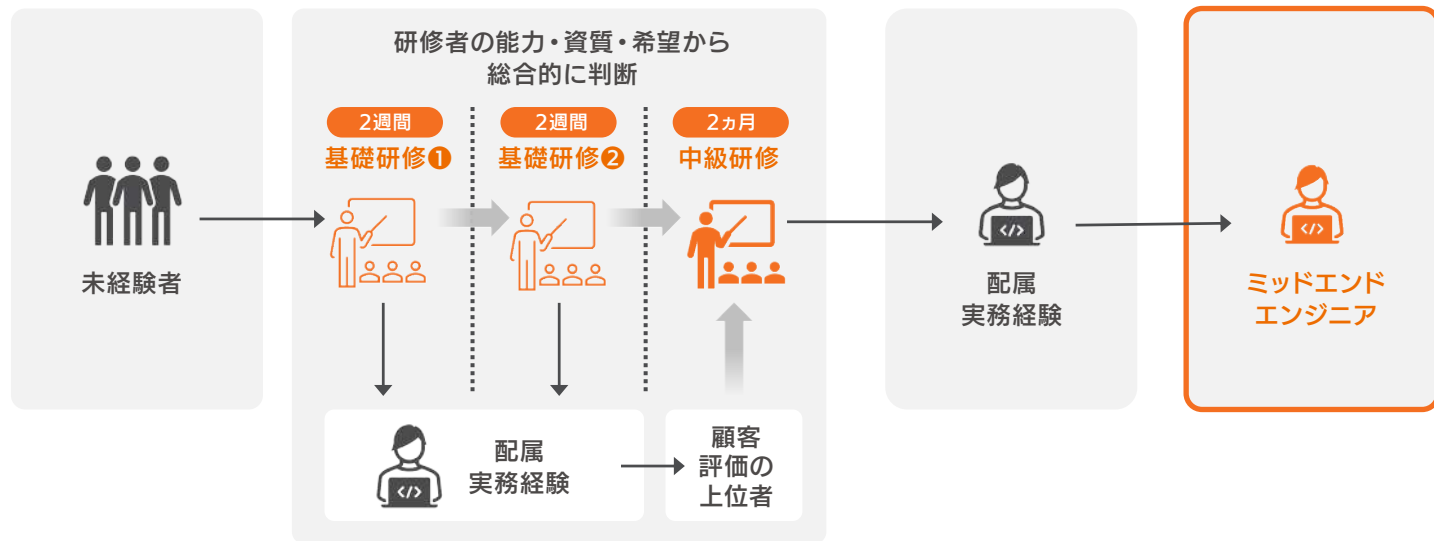 未経験者
研修者の能力・資質・希望から
総合的に判断
2週間
基礎研修❶
2週間
基礎研修❷
2ヵ月
中級研修
</>
配属
実務経験
顧客
評価の
上位者
</>
配属
実務経験
</>
ミッドエンド
エンジニア